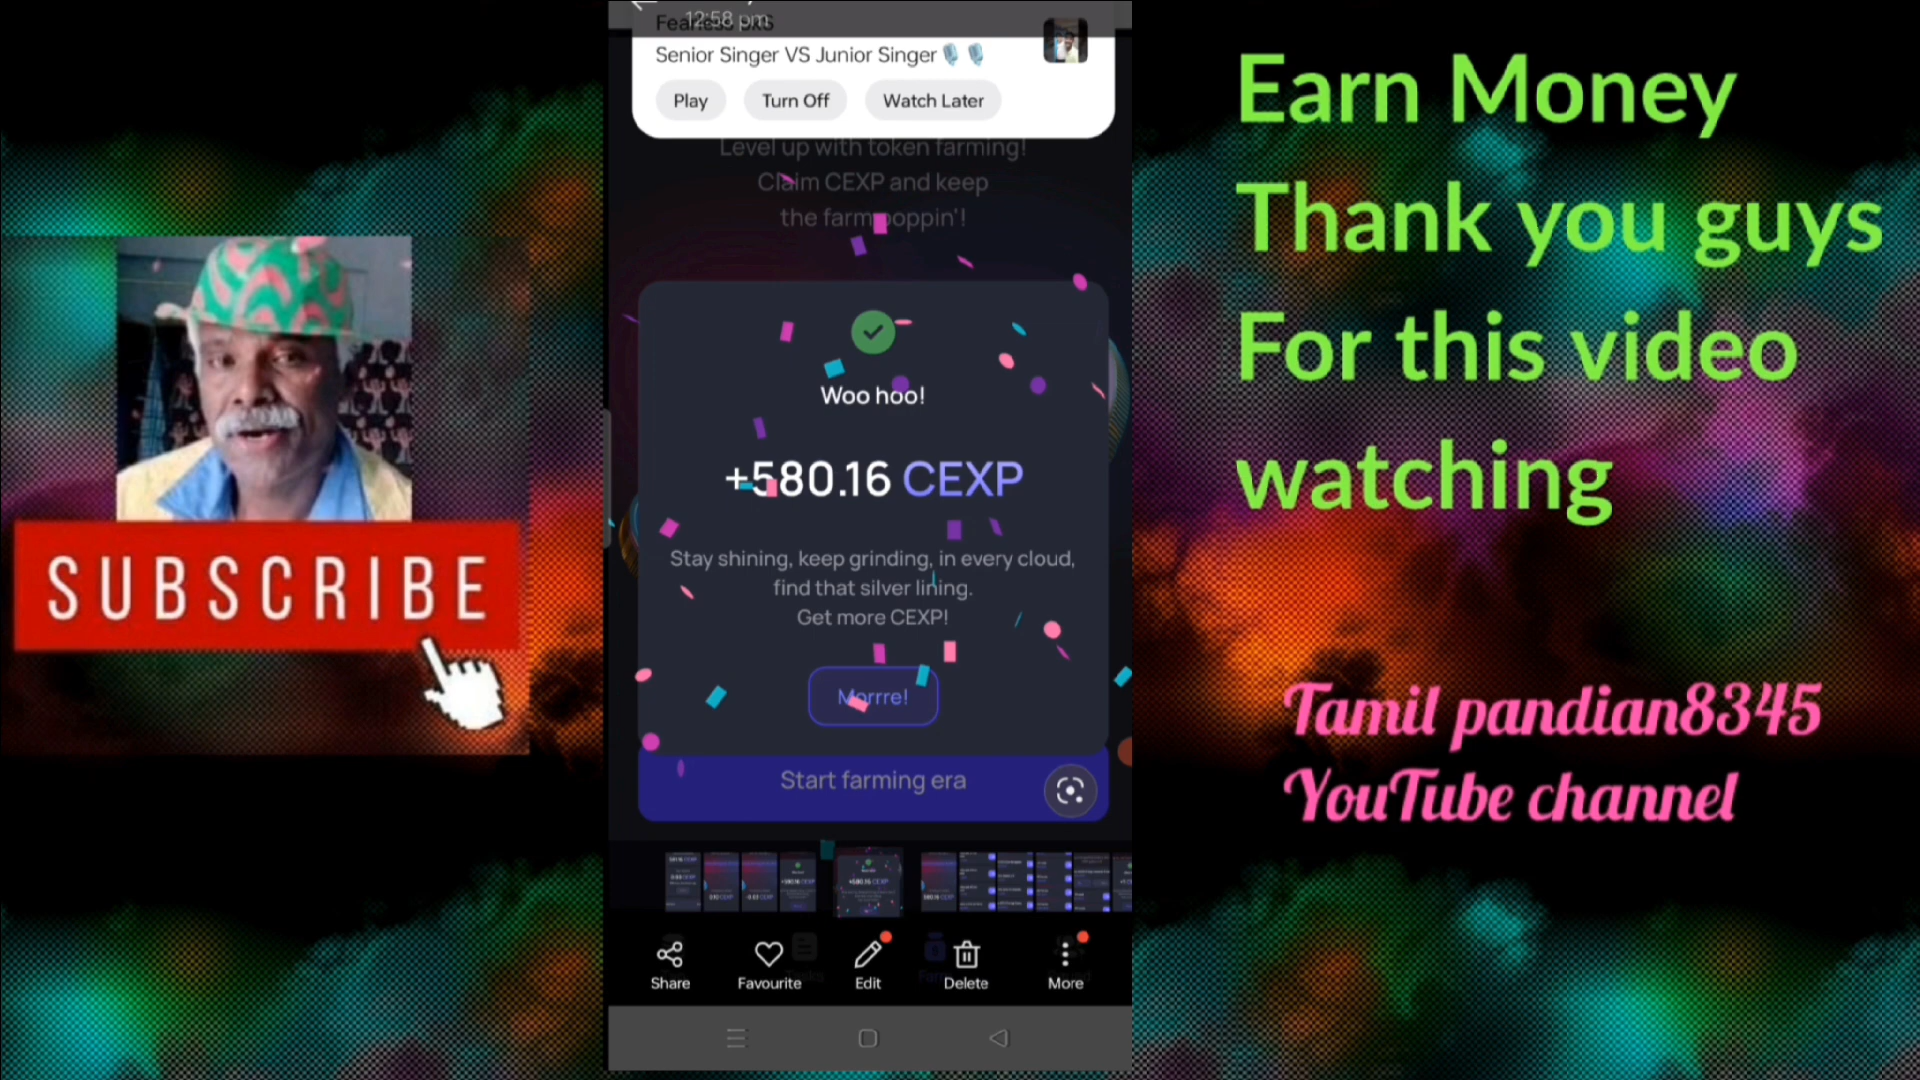 SUBSCRIBE
12:58 pm
Senior Singer VS Junior Singer🎙️🎙️
Play
Turn Off
Watch Later
Level up with token farming!
Claim CEXP and keep
the farm poppin'!
Woo hoo!
+580.16 CEXP
Stay shining, keep grinding, in every cloud,
find that silver lining.
Get more CEXP!
Morrre!
Start farming era
Share
Favourite
Edit
Delete
More
Earn Money
Thank you guys
For this video
watching
Tamil pandian8345
YouTube channel